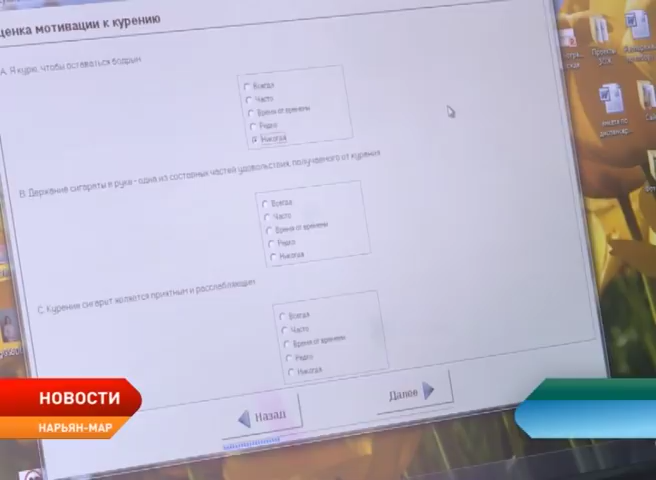 ценка мотивации к курению
А. Я курю, чтобы оставаться бодрым
Всегда
Часто
Время от времени
Редко
Никогда
В. Держание сигареты в руке - одна из составных частей удовольствия, получаемого от курения
Всегда
Часто
Время от времени
Редко
Никогда
С. Курение сигарет является приятным и расслабляющим
Всегда
Часто
Время от времени
Редко
Никогда
Назад
Далее
НОВОСТИ
НАРЬЯН-МАР